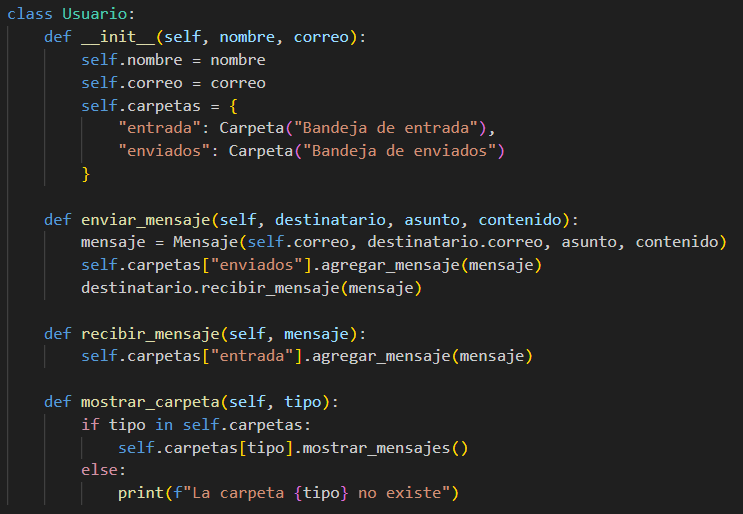 class Usuario:
    def __init__(self, nombre, correo):
        self.nombre = nombre
        self.correo = correo
        self.carpetas = {
            "entrada": Carpeta("Bandeja de entrada"),
            "enviados": Carpeta("Bandeja de enviados")
        }

    def enviar_mensaje(self, destinatario, asunto, contenido):
        mensaje = Mensaje(self.correo, destinatario.correo, asunto, contenido)
        self.carpetas["enviados"].agregar_mensaje(mensaje)
        destinatario.recibir_mensaje(mensaje)

    def recibir_mensaje(self, mensaje):
        self.carpetas["entrada"].agregar_mensaje(mensaje)

    def mostrar_carpeta(self, tipo):
        if tipo in self.carpetas:
            self.carpetas[tipo].mostrar_mensajes()
        else:
            print(f"La carpeta {tipo} no existe")